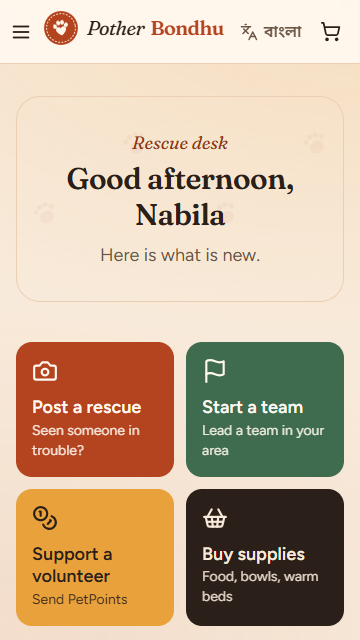 Pother Bondhu
বাংলা
Rescue desk
Good afternoon,
Nabila
Here is what is new.
Post a rescue
Seen someone in
trouble?
Start a team
Lead a team in your
area
Support a
volunteer
Send PetPoints
Buy supplies
Food, bowls, warm
beds